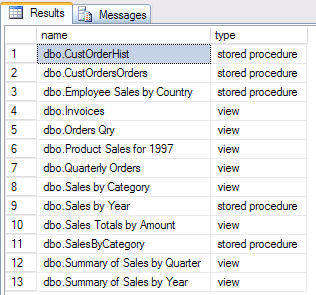 Results Messages
name type
1 dbo.CustOrderHist stored procedure
2 dbo.CustOrdersOrders stored procedure
3 dbo.Employee Sales by Country stored procedure
4 dbo.Invoices view
5 dbo.Orders Qry view
6 dbo.Product Sales for 1997 view
7 dbo.Quarterly Orders view
8 dbo.Sales by Category view
9 dbo.Sales by Year stored procedure
10 dbo.Sales Totals by Amount view
11 dbo.SalesByCategory stored procedure
12 dbo.Summary of Sales by Quarter view
13 dbo.Summary of Sales by Year view